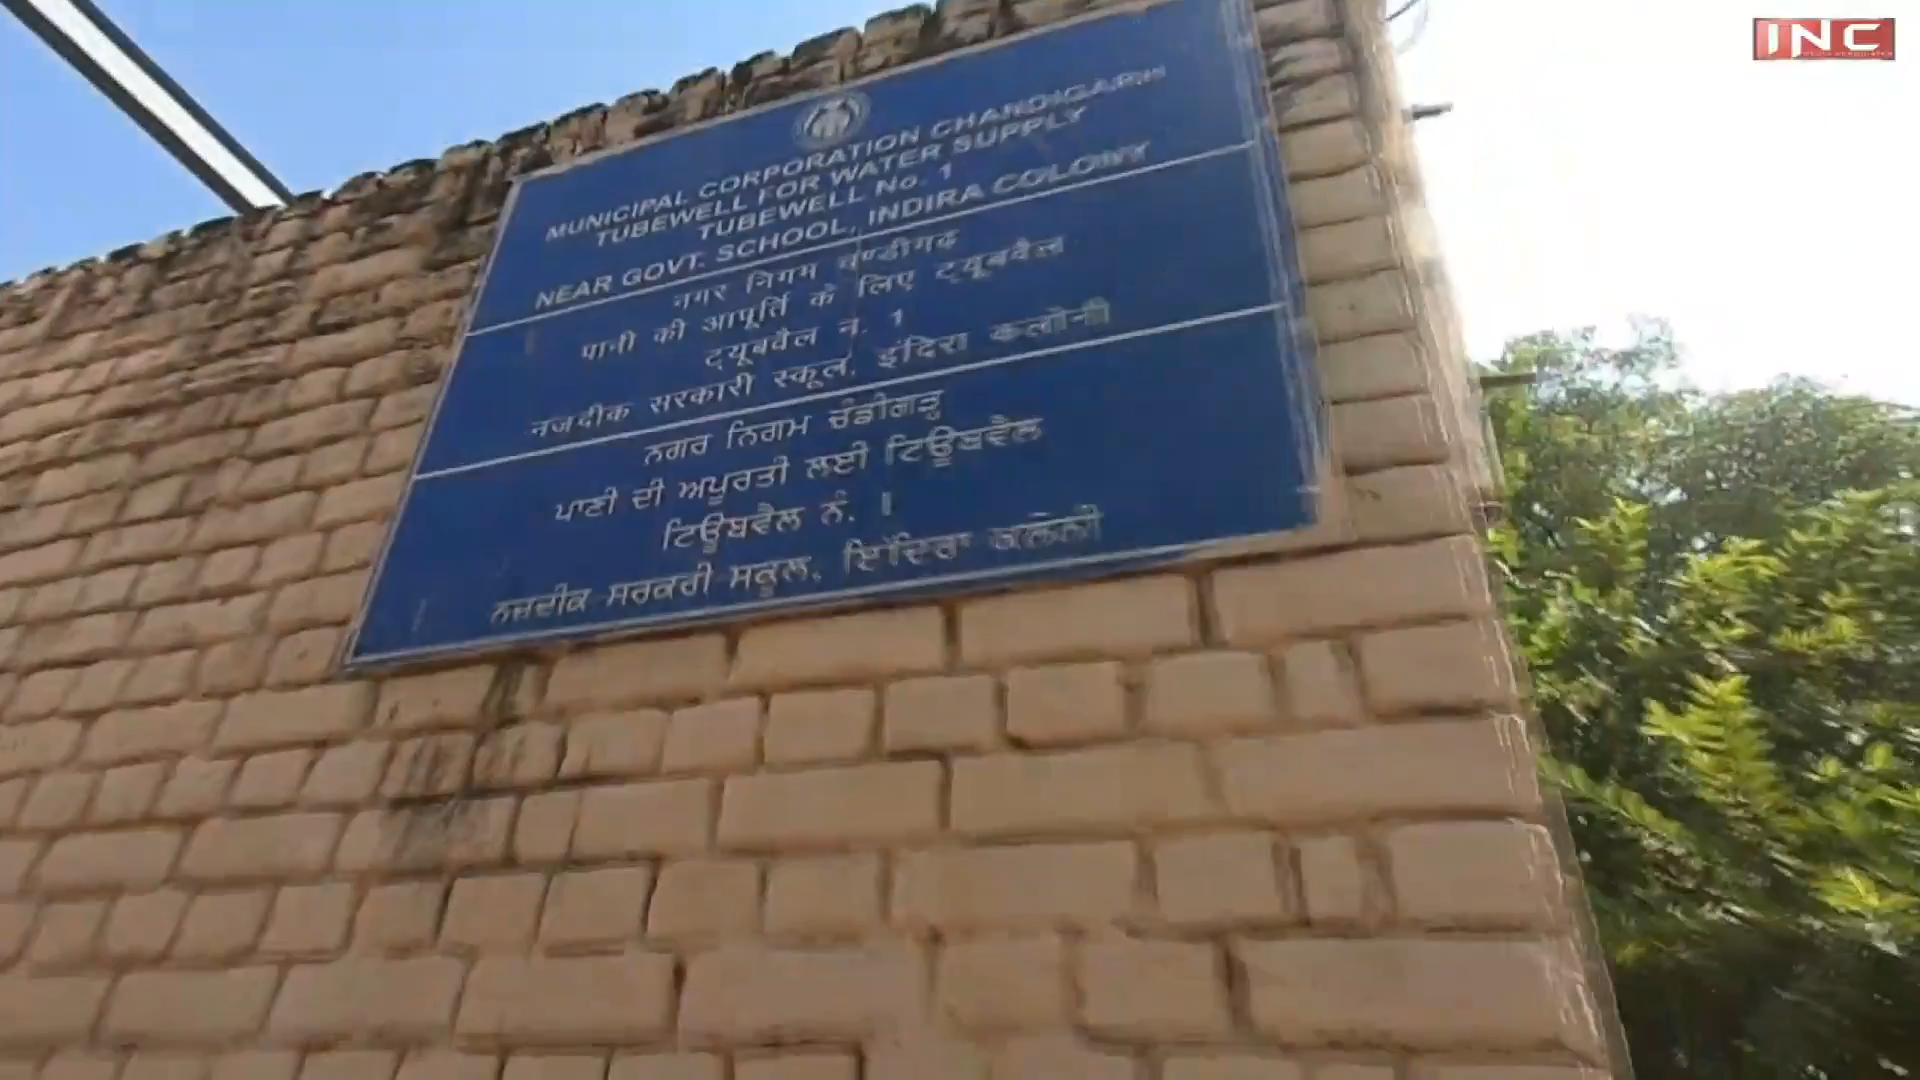 INC
MUNICIPAL CORPORATION CHANDIGARH
TUBEWELL FOR WATER SUPPLY
TUBEWELL No. 1
NEAR GOVT. SCHOOL, INDIRA COLONY
नगर निगम चण्डीगढ़
पानी की आपूर्ति के लिए ट्यूबवैल
ट्यूबवैल न. 1
नजदीक सरकारी स्कूल, इंदिरा कलोनी
ਨਗਰ ਨਿਗਮ ਚੰਡੀਗੜ੍ਹ
ਪਾਣੀ ਦੀ ਅਪੂਰਤੀ ਲਈ ਟਿਊਬਵੈਲ
ਟਿਊਬਵੈਲ ਨੰ. 1
ਨਜ਼ਦੀਕ ਸਰਕਰੀ ਸਕੂਲ, ਇੰਦਿਰਾ ਕਲੋਨੀ